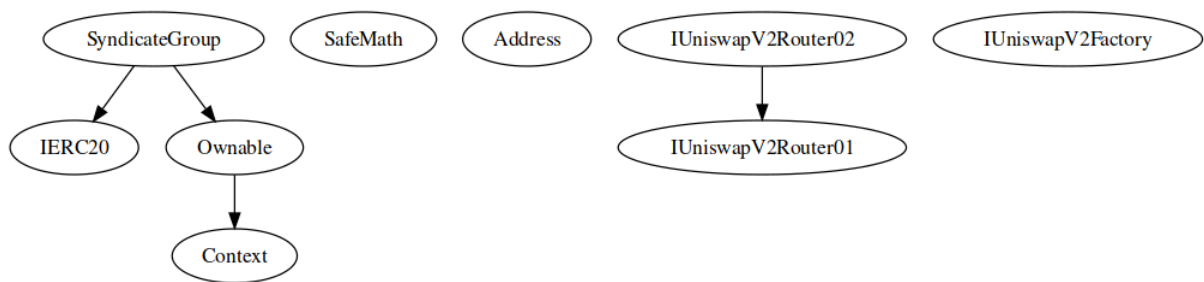 SyndicateGroup
SafeMath
Address
IUniswapV2Router02
IUniswapV2Factory
IERC20
Ownable
IUniswapV2Router01
Context